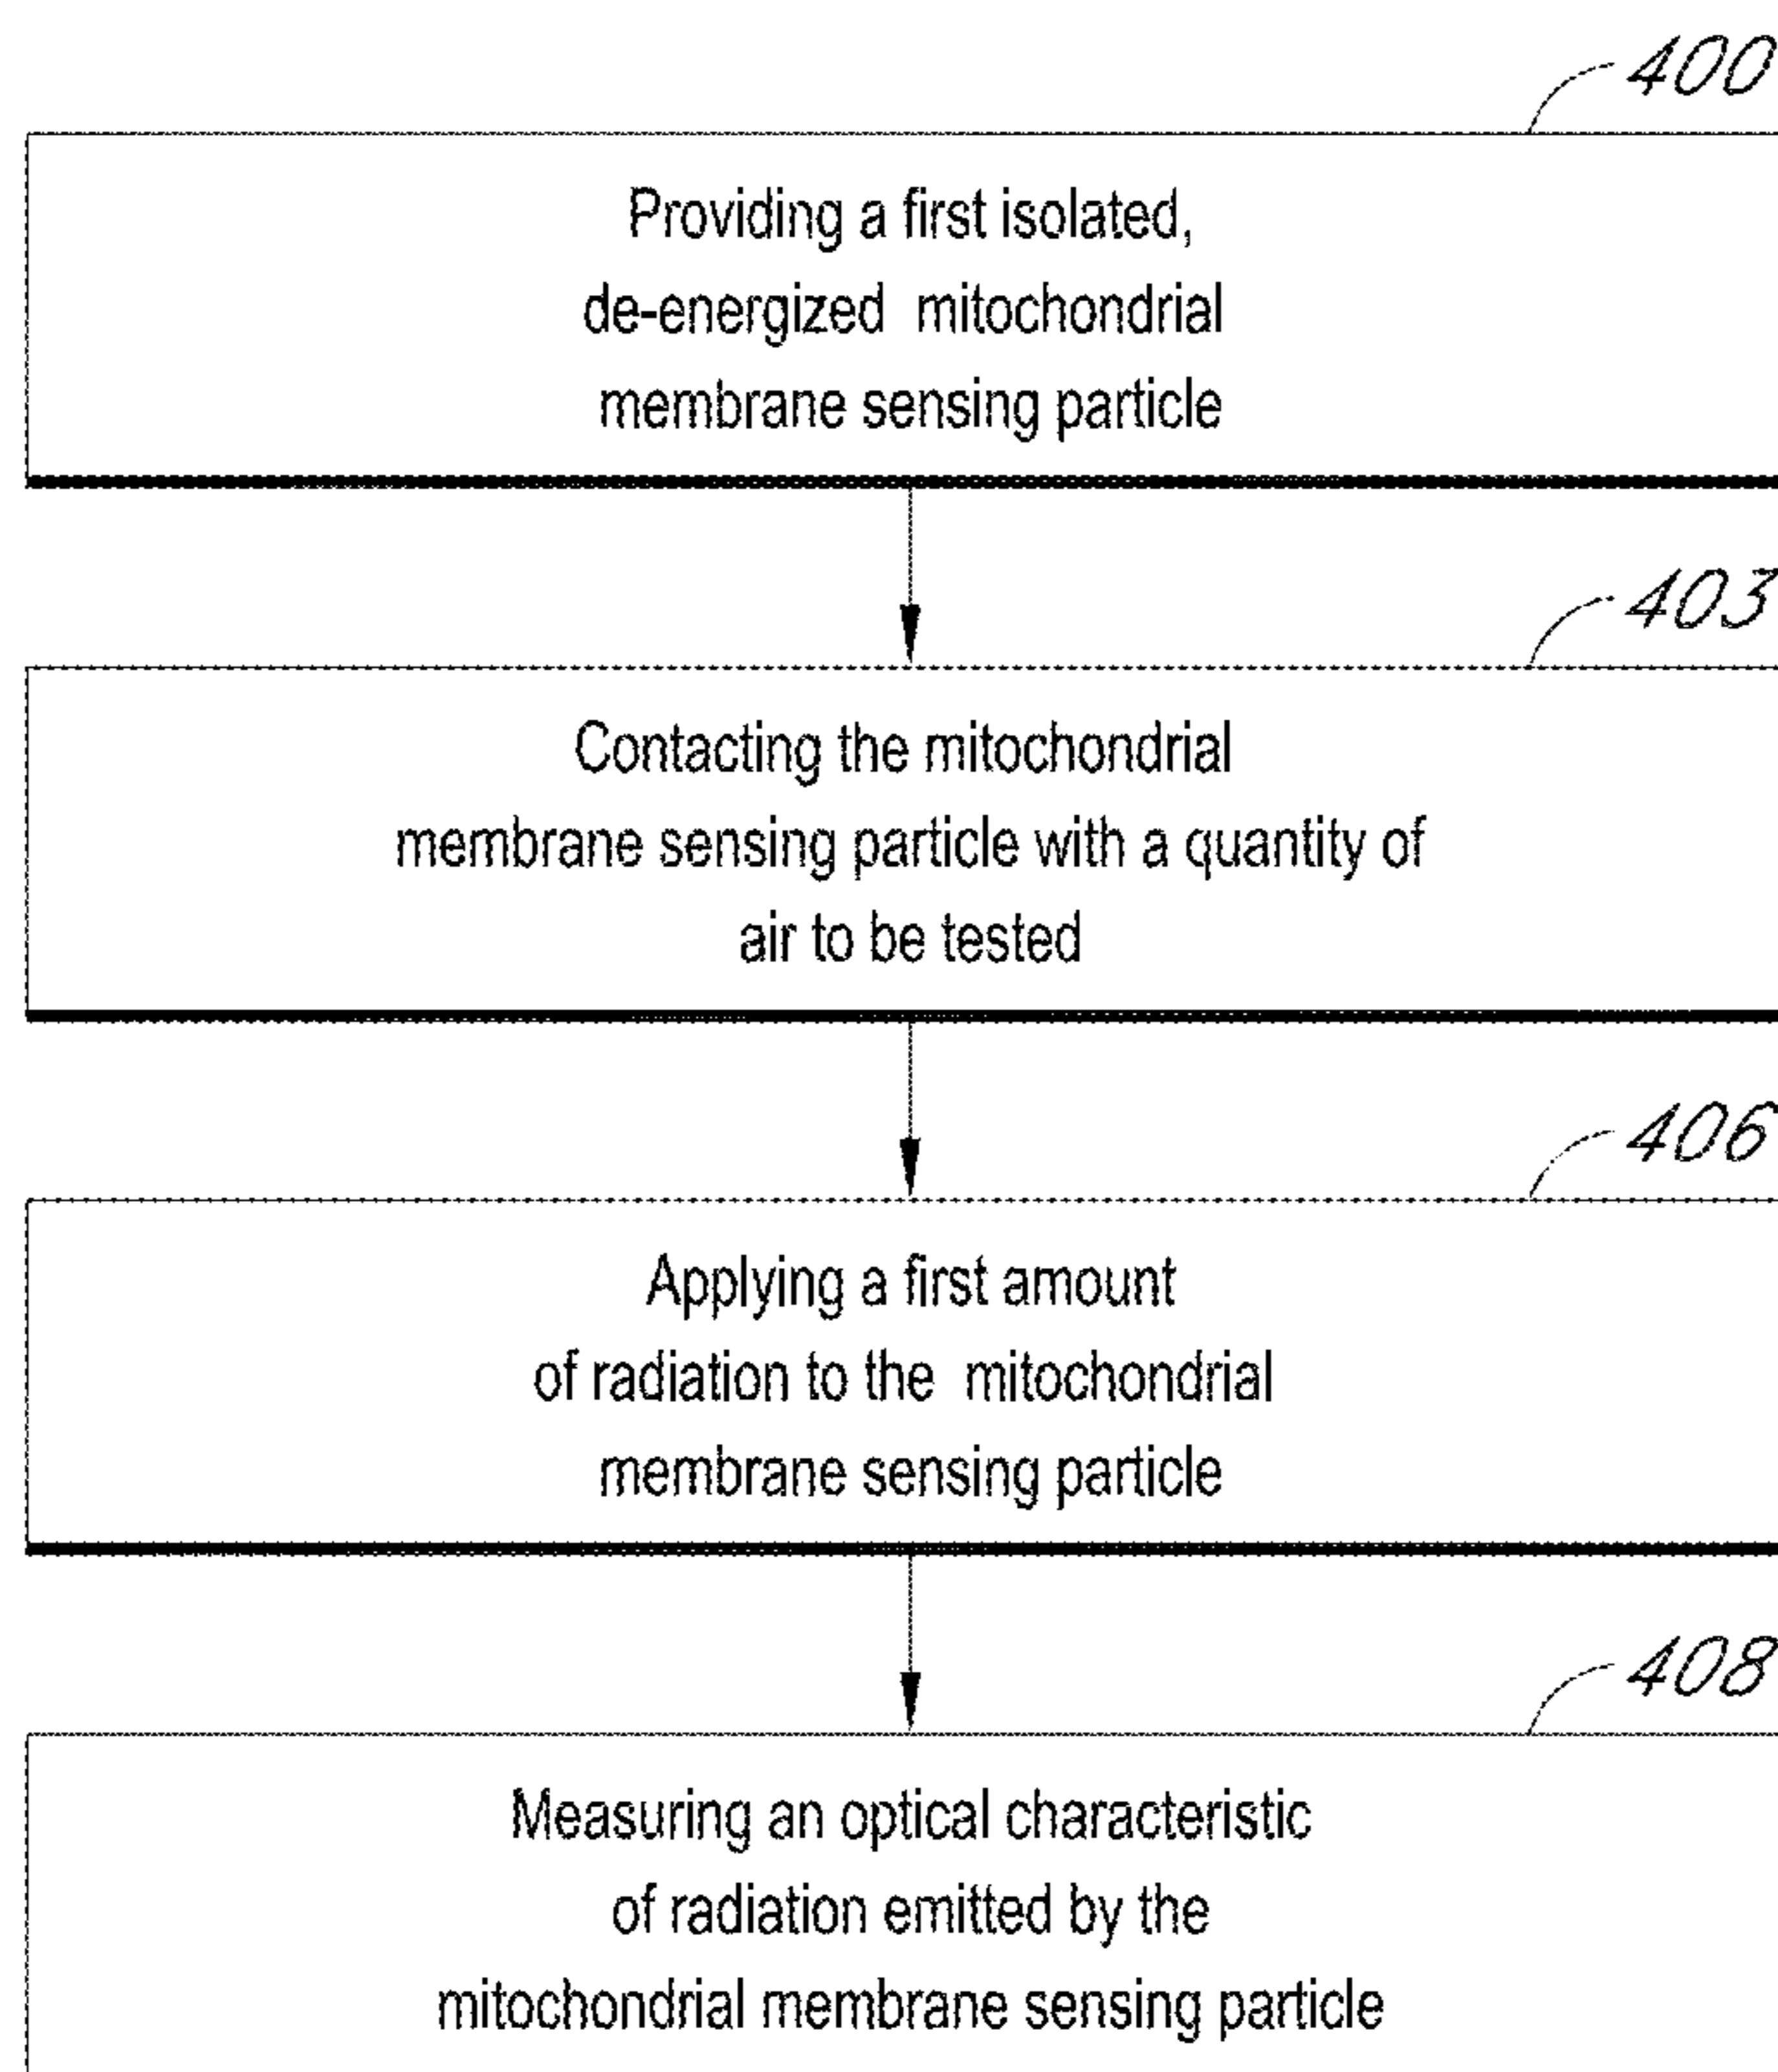 400
Providing a first isolated,
de-energized mitochondrial
membrane sensing particle
403
Contacting the mitochondrial
membrane sensing particle with a quantity of
air to be tested
406
Applying a first amount
of radiation to the mitochondrial
membrane sensing particle
408
Measuring an optical characteristic
of radiation emitted by the
mitochondrial membrane sensing particle